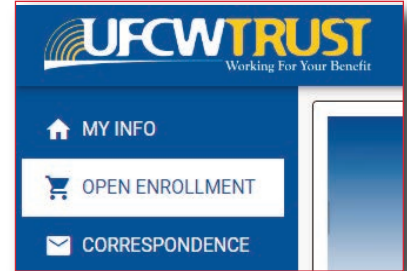 UFCWTRUST
Working For Your Benefit
MY INFO
OPEN ENROLLMENT
CORRESPONDENCE